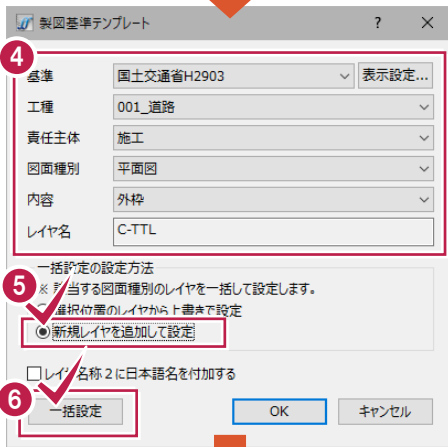 製図基準テンプレート ? ×
4
基準 国土交通省H2903 表示設定...
工種 001_道路
責任主体 施工
図面種別 平面図
内容 外枠
レイヤ名 C-TTL
一括設定の設定方法
5
※ 該当する図面種別のレイヤを一括して設定します。
選択位置のレイヤから上書きで設定
新規レイヤを追加して設定
レイヤ名称2に日本語名を付加する
6
一括設定 OK キャンセル